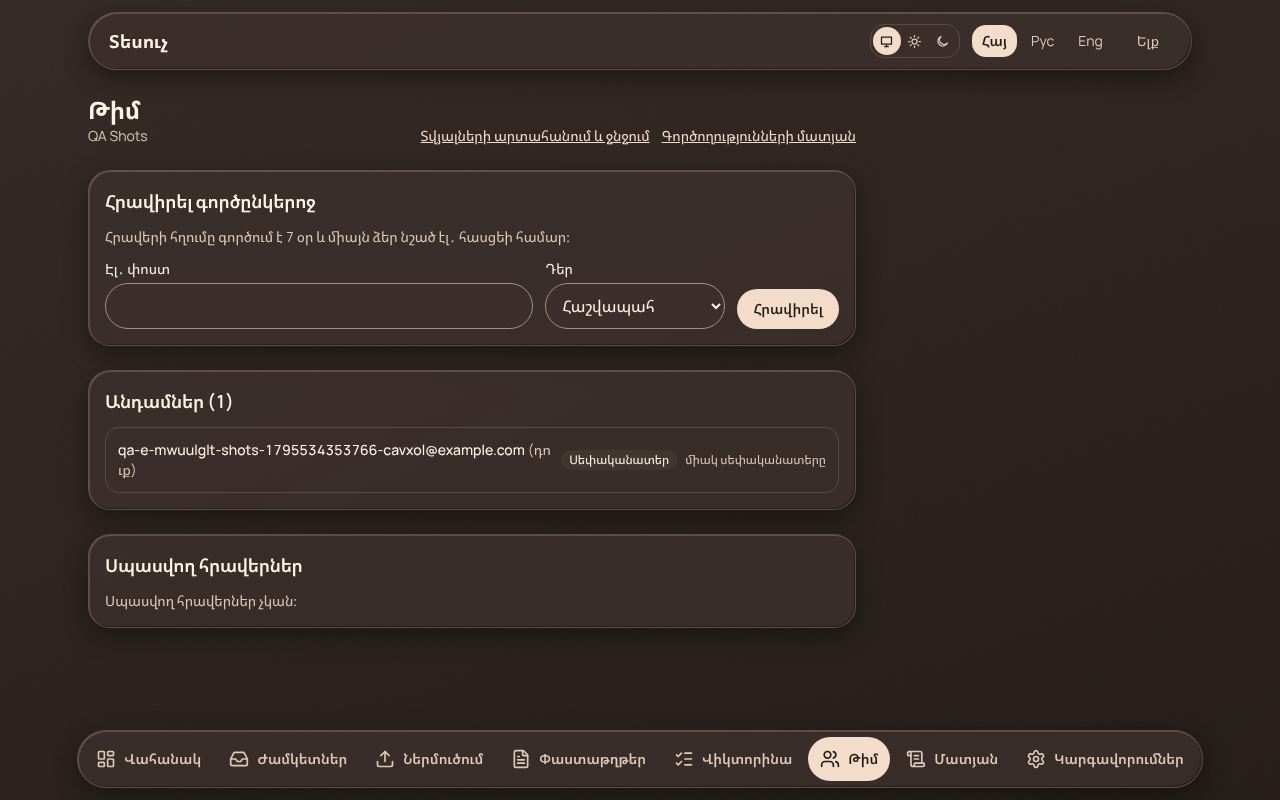 Տեսուչ
Հայ Рус Eng Ելք
Թիմ
QA Shots
Տվյալների արտահանում և ջնջում Գործողությունների մատյան
Հրավիրել գործընկերոջ
Հրավերի հղումը գործում է 7 օր և միայն ձեր նշած էլ․ հասցեի համար։
Էլ․ փոստ Դեր
Հաշվապահ Հրավիրել
Անդամներ (1)
qa-e-mwuulglt-shots-1795534353766-cavxol@example.com (դո
ւք)
Սեփականատեր միակ սեփականատերը
Սպասվող հրավերներ
Սպասվող հրավերներ չկան։
Վահանակ Ժամկետներ Ներմուծում Փաստաթղթեր Վիկտորինա Թիմ Մատյան Կարգավորումներ